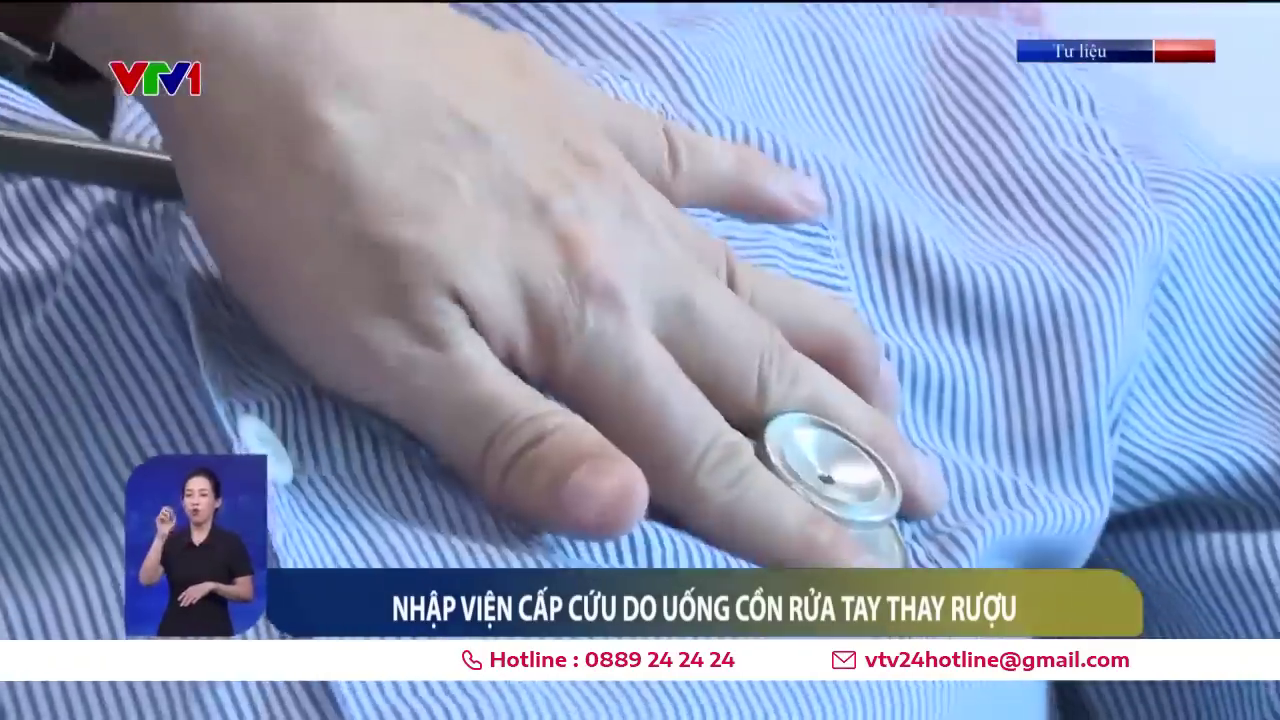 VTV1
Tư liệu
NHẬP VIỆN CẤP CỨU DO UỐNG CỒN RỬA TAY THAY RƯỢU
Hotline : 0889 24 24 24
vtv24hotline@gmail.com